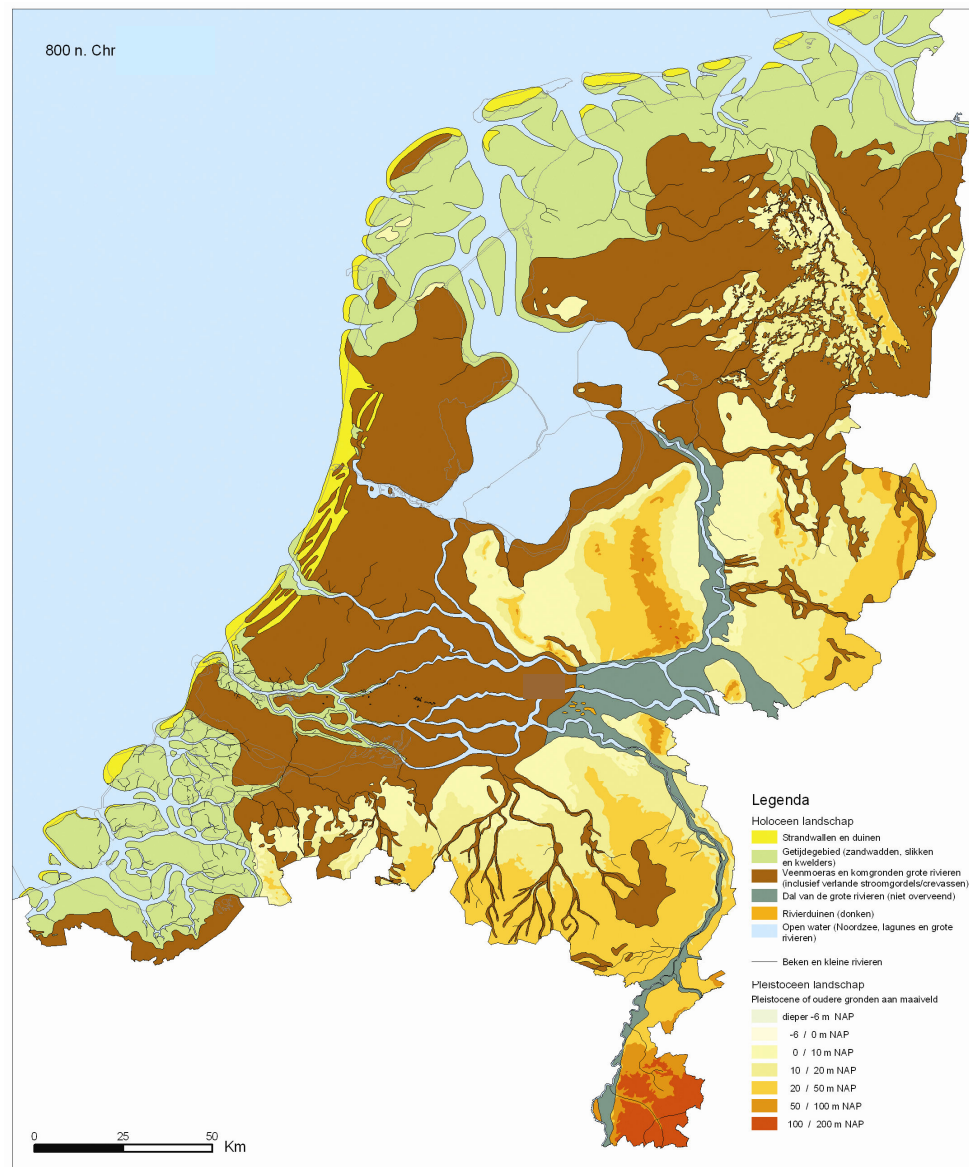 800 n. Chr
Legenda
Holoceen landschap
Strandwallen en duinen
Getijdegebied (zandwadden, slikken
en kwelders)
Veenmoeras en komgronden grote rivieren
(inclusief verlande stroomgordels/crevassen)
Dal van de grote rivieren (niet overveend)
Rivierduinen (donken)
Open water (Noordzee, lagunes en grote
rivieren)
Beken en kleine rivieren
Pleistoceen landschap
Pleistocene of oudere gronden aan maaiveld
dieper -6 m NAP
-6 / 0 m NAP
0 / 10 m NAP
10 / 20 m NAP
20 / 50 m NAP
50 / 100 m NAP
100 / 200 m NAP
0 25 50
Km